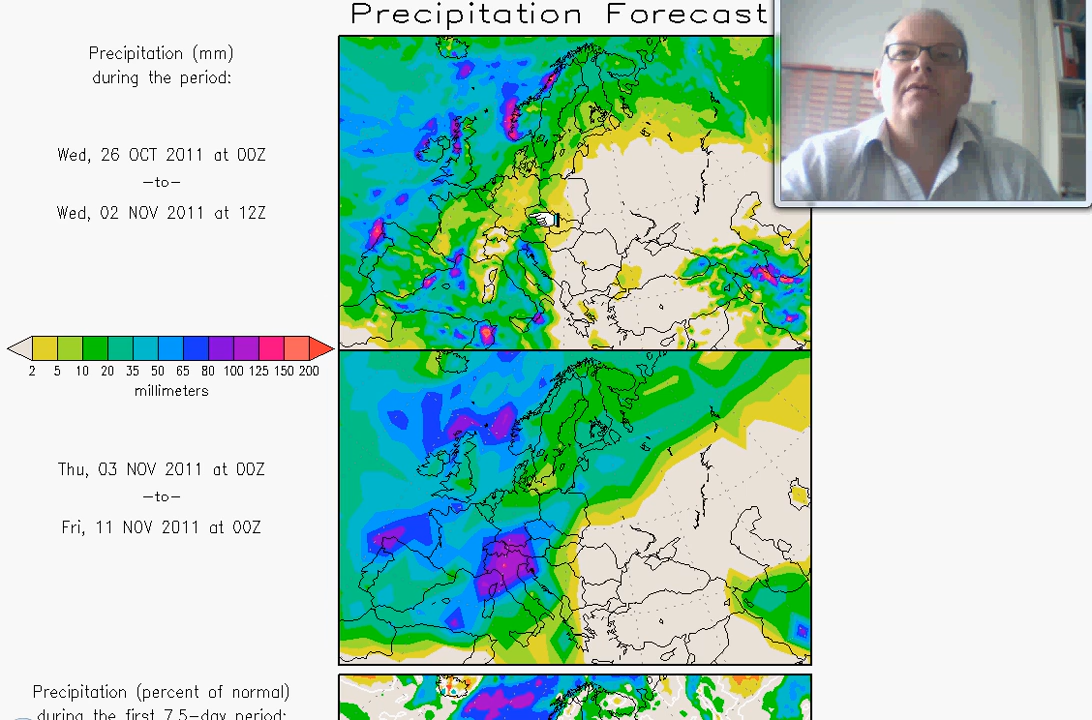 Precipitation Forecast
Precipitation (mm)
during the period:
Wed, 26 OCT 2011 at 00Z
-to-
Wed, 02 NOV 2011 at 12Z
2 5 10 20 35 50 65 80 100 125 150 200
millimeters
Thu, 03 NOV 2011 at 00Z
-to-
Fri, 11 NOV 2011 at 00Z
Precipitation (percent of normal)
during the first 7.5-day period: